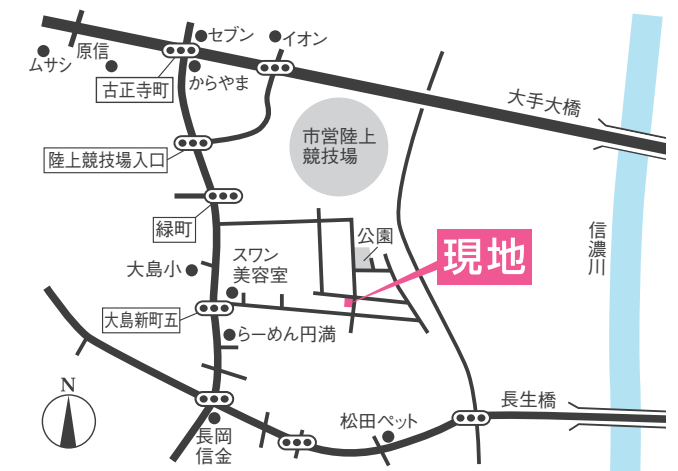 セブン
イオン
原信
ムサシ
からやま
古正寺町
大手大橋
市営陸上
競技場
陸上競技場入口
緑町
公園
スワン
美容室
現地
信濃川
大島小
大島新町五
らーめん円満
N
長生橋
松田ペット
長岡
信金